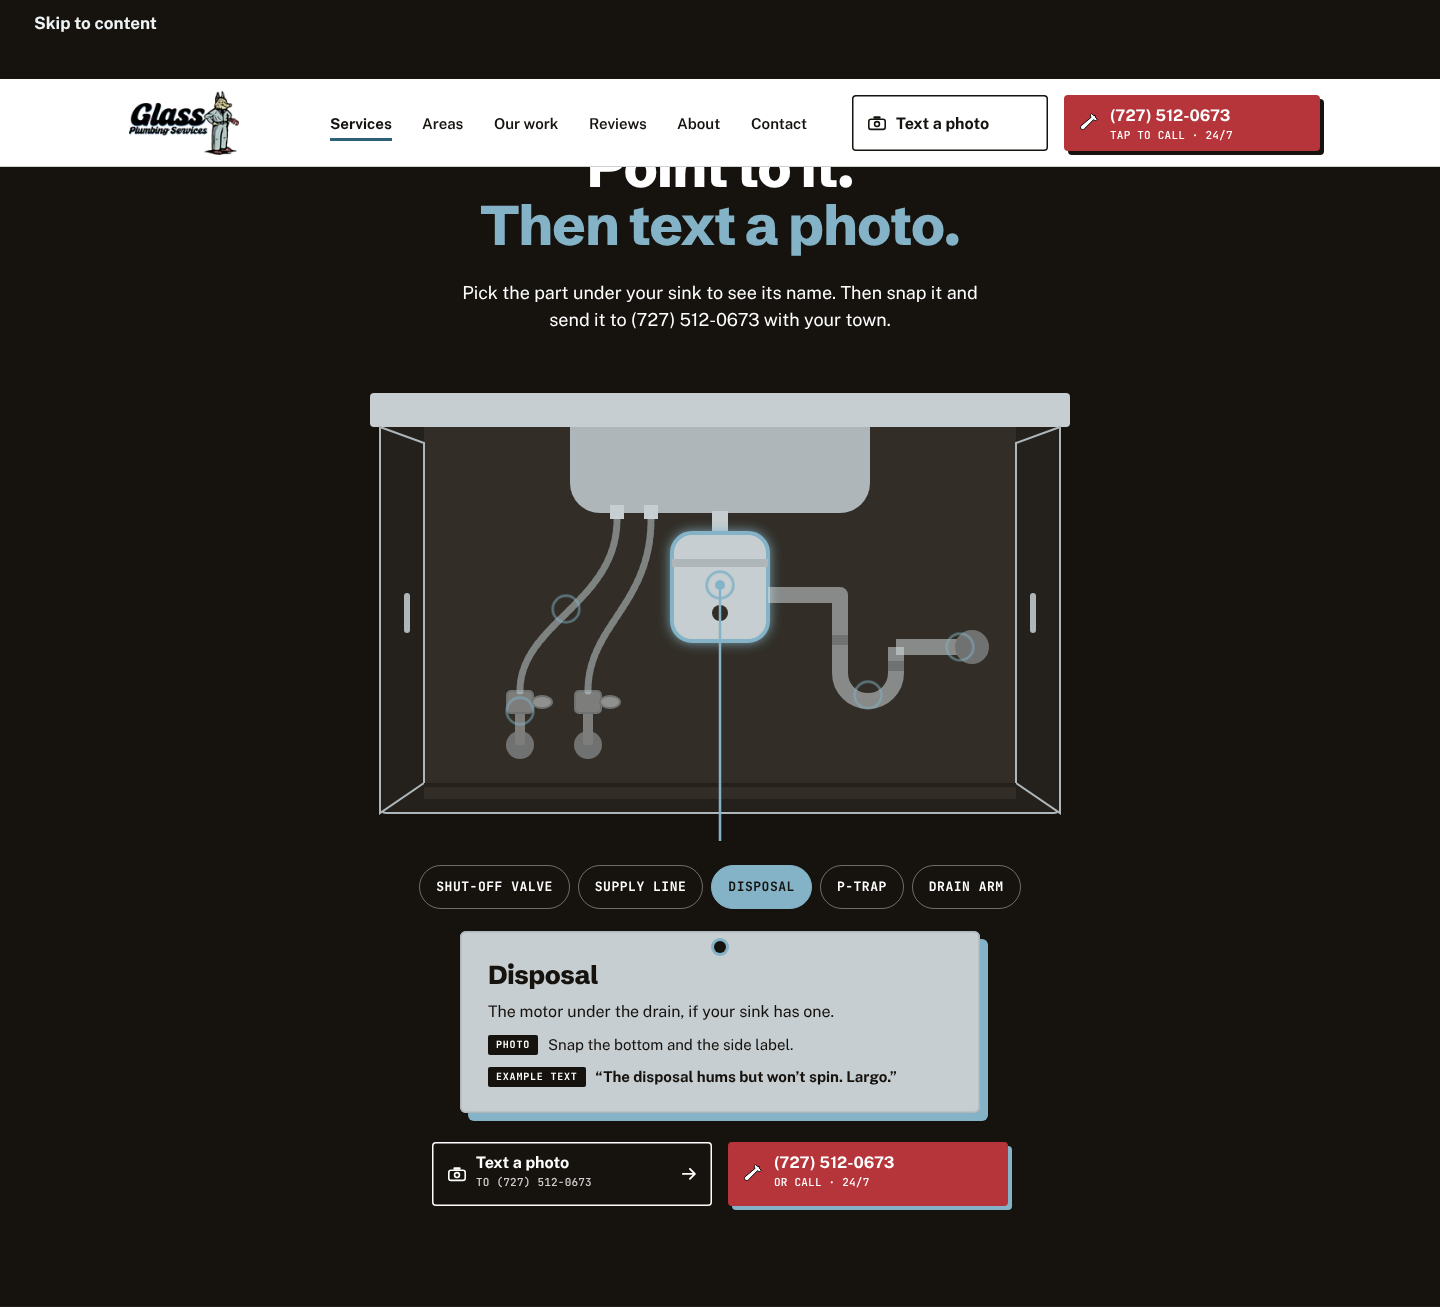 Skip to content
Glass
Plumbing Services
Services
Areas
Our work
Reviews
About
Contact
Text a photo
(727) 512-0673
TAP TO CALL · 24/7
Point to it.
Then text a photo.
Pick the part under your sink to see its name. Then snap it and
send it to (727) 512-0673 with your town.
SHUT-OFF VALVE
SUPPLY LINE
DISPOSAL
P-TRAP
DRAIN ARM
Disposal
The motor under the drain, if your sink has one.
PHOTO Snap the bottom and the side label.
EXAMPLE TEXT “The disposal hums but won’t spin. Largo.”
Text a photo
TO (727) 512-0673
(727) 512-0673
OR CALL · 24/7